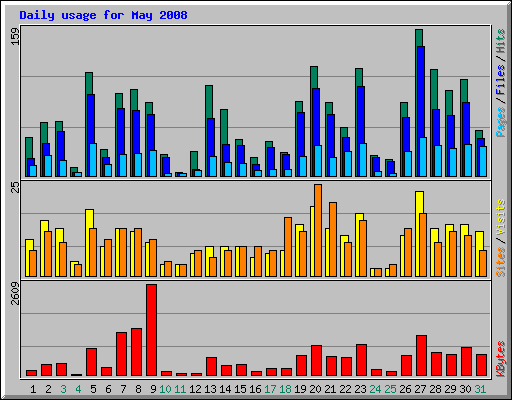 Daily usage for May 2008
159
Pages / Files / Hits
25
Sites / Visits
2609
KBytes
1 2 3 4 5 6 7 8 9 10 11 12 13 14 15 16 17 18 19 20 21 22 23 24 25 26 27 28 29 30 31